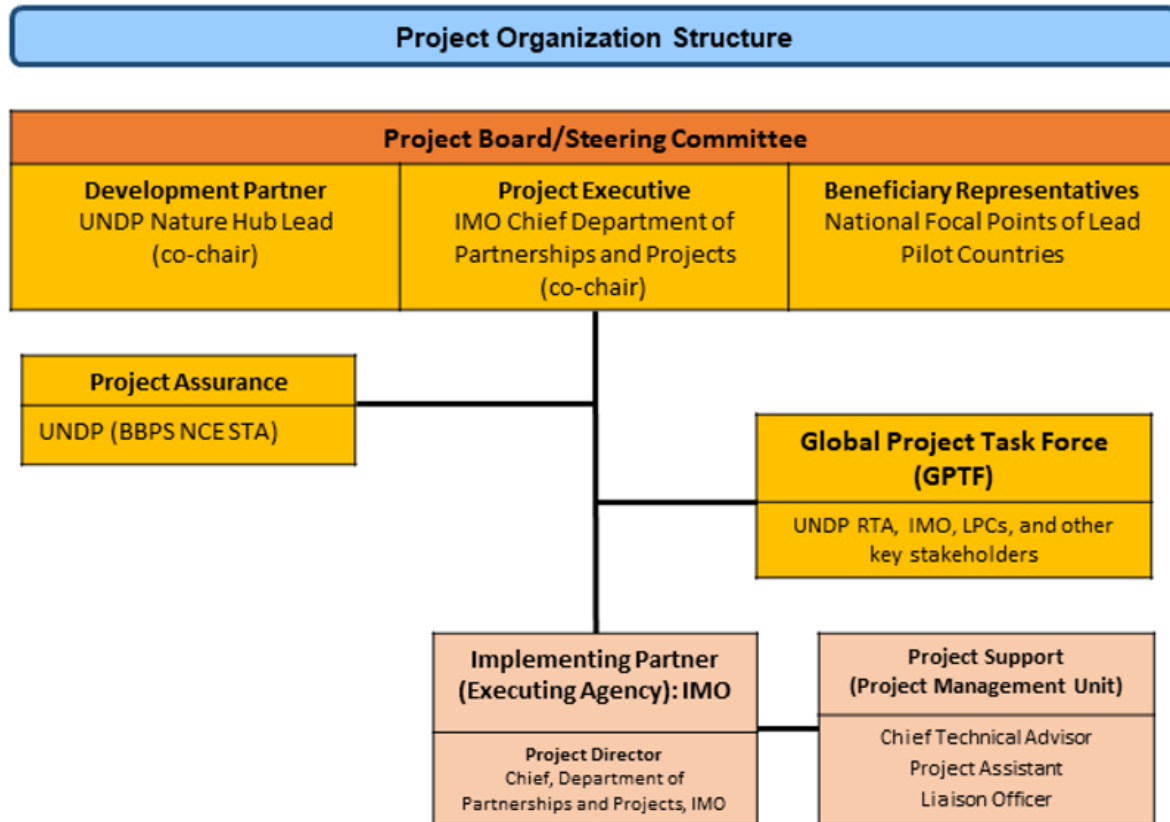 Project Organization Structure
Project Board/Steering Committee
Development Partner
UNDP Nature Hub Lead
(co-chair)
Project Executive
IMO Chief Department of
Partnerships and Projects
(co-chair)
Beneficiary Representatives
National Focal Points of Lead
Pilot Countries
Project Assurance
UNDP (BBPS NCE STA)
Global Project Task Force
(GPTF)
UNDP RTA, IMO, LPCs, and other
key stakeholders
Implementing Partner
(Executing Agency): IMO
Project Director
Chief, Department of
Partnerships and Projects, IMO
Project Support
(Project Management Unit)
Chief Technical Advisor
Project Assistant
Liaison Officer